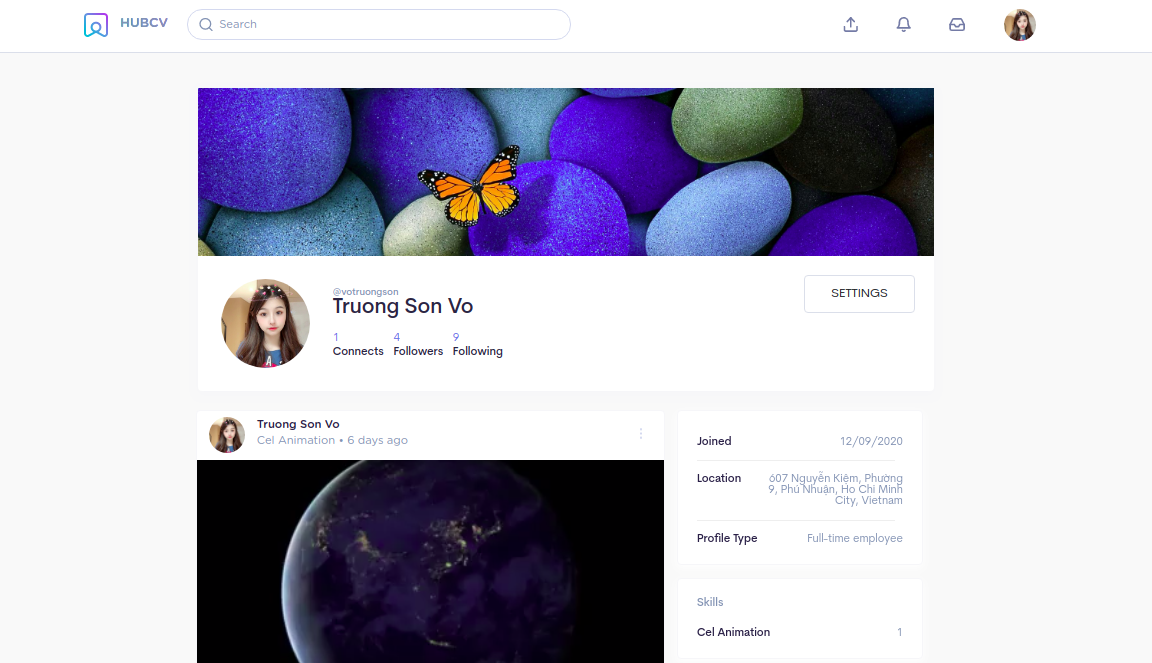 HUBCV
Search
@votruongson
Truong Son Vo
SETTINGS
1 4 9
Connects Followers Following
Truong Son Vo
Cel Animation • 6 days ago
Joined 12/09/2020
Location 607 Nguyễn Kiệm, Phường
9, Phú Nhuận, Ho Chi Minh
City, Vietnam
Profile Type Full-time employee
Skills
Cel Animation 1